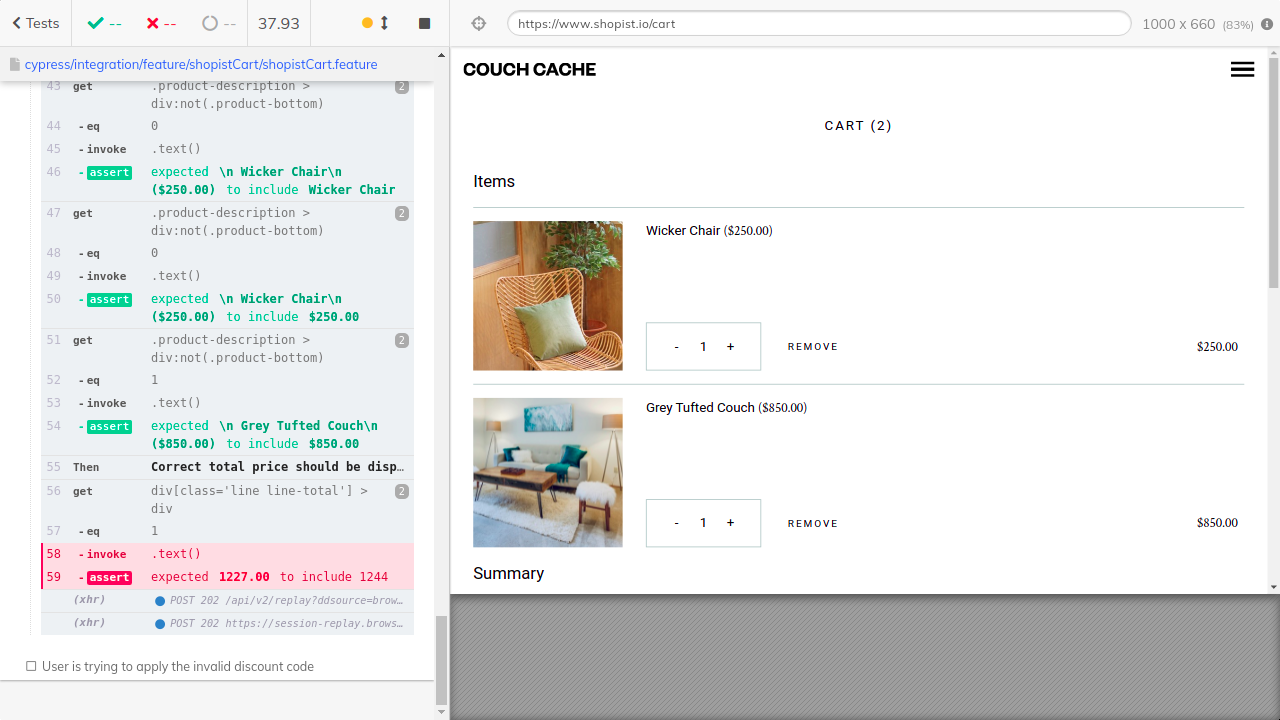 Tests
--
--
--
37.93
https://www.shopist.io/cart
1000 x 660 (83%)
cypress/integration/feature/shopistCart/shopistCart.feature
43 get .product-description > 2
div:not(.product-bottom)
44 - eq 0
45 - invoke .text()
46 - assert expected \n Wicker Chair\n
($250.00) to include Wicker Chair
47 get .product-description > 2
div:not(.product-bottom)
48 - eq 0
49 - invoke .text()
50 - assert expected \n Wicker Chair\n
($250.00) to include $250.00
51 get .product-description > 2
div:not(.product-bottom)
52 - eq 1
53 - invoke .text()
54 - assert expected \n Grey Tufted Couch\n
($850.00) to include $850.00
55 Then Correct total price should be disp…
56 get div[class='line line-total'] > 2
div
57 - eq 1
58 - invoke .text()
59 - assert expected 1227.00 to include 1244
(xhr) POST 202 /api/v2/replay?ddsource=brow…
(xhr) POST 202 https://session-replay.brows…
User is trying to apply the invalid discount code
COUCH CACHE
CART (2)
Items
Wicker Chair ($250.00)
- 1 + REMOVE $250.00
Grey Tufted Couch ($850.00)
- 1 + REMOVE $850.00
Summary